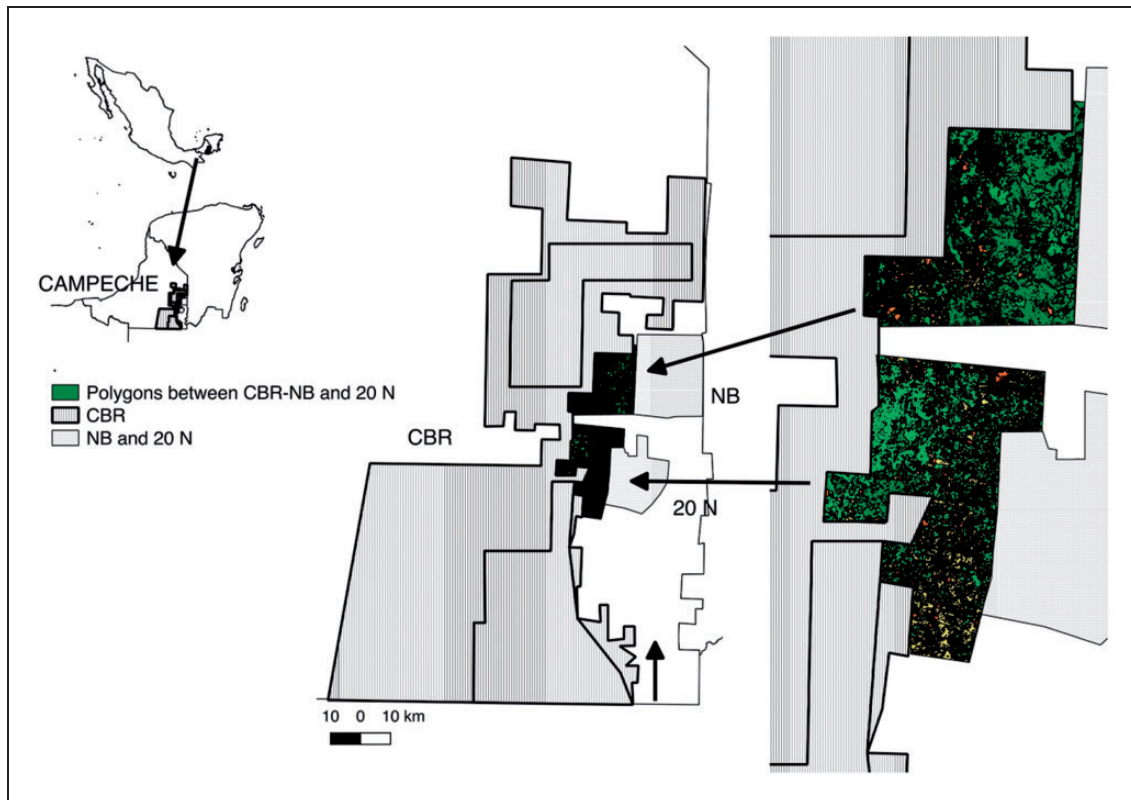 CAMPECHE
Polygons between CBR-NB and 20 N
CBR
NB and 20 N
CBR
NB
20 N
10 0 10 km